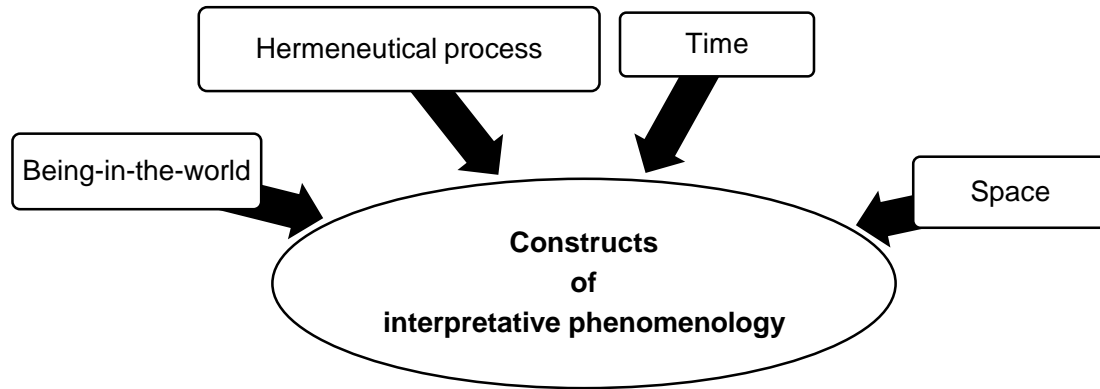 Hermeneutical process
Time
Being-in-the-world
Space
Constructs
of
interpretative phenomenology